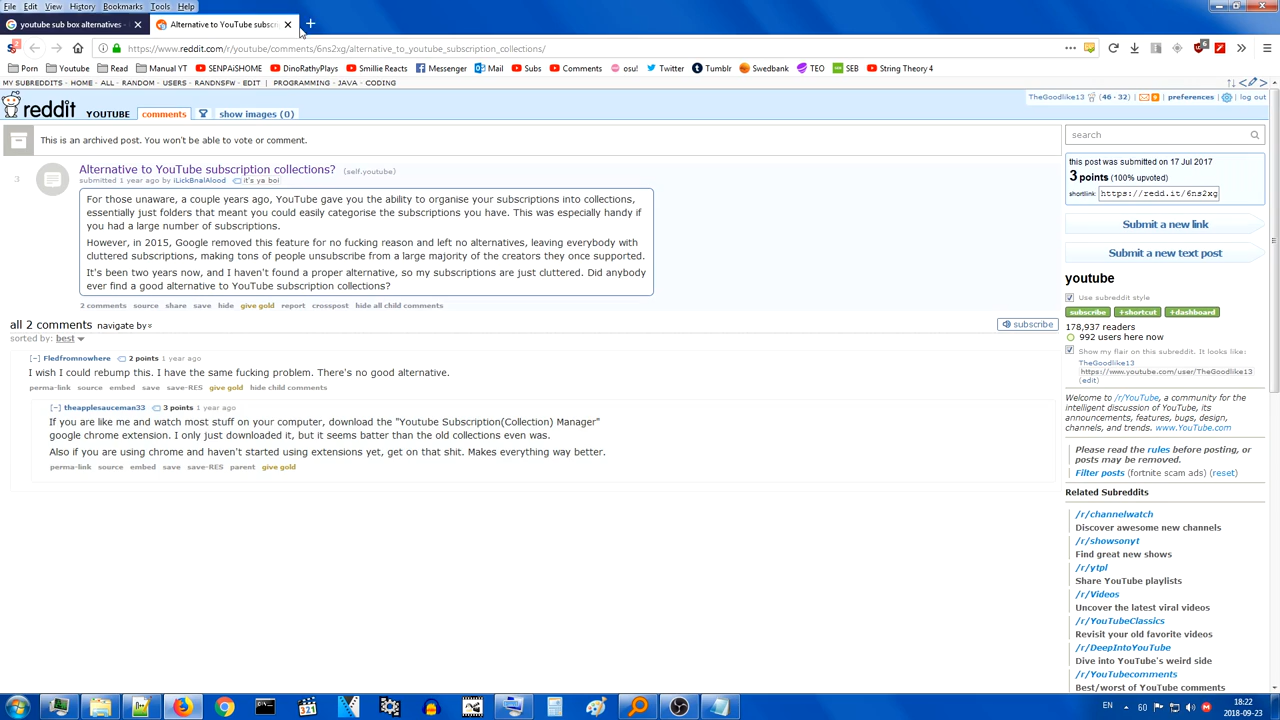 File Edit View History Bookmarks Tools Help
youtube sub box alternatives -
Alternative to YouTube subscri
https://www.reddit.com/r/youtube/comments/6ns2xg/alternative_to_youtube_subscription_collections/
Porn Youtube Read Manual YT SENPAiSHOME DinoRathyPlays Smillie Reacts Messenger Mail Subs Comments osu! Twitter Tumblr Swedbank TEO SEB String Theory 4
MY SUBREDDITS - HOME - ALL - RANDOM - USERS - RANDNSFW - EDIT | PROGRAMMING - JAVA - CODING
reddit YOUTUBE comments show images (0)
TheGoodlike13 (46 · 32) | preferences | log out
This is an archived post. You won't be able to vote or comment.
search
3
Alternative to YouTube subscription collections? (self.youtube)
submitted 1 year ago by iLickBnalAlood it's ya boi
For those unaware, a couple years ago, YouTube gave you the ability to sort your subscriptions into collections,
essentially just folders that meant you could easily categorise the subscriptions you have. This was especially handy if
you had a large number of subscriptions.
However, in 2015, Google removed this feature for no fucking reason and left no alternatives, leaving everybody with
cluttered subscriptions, making tons of people unsubscribe from a large majority of the creators they once supported.
It's been two years now, and I haven't found a proper alternative, so my subscriptions are just cluttered. Did anybody
ever find a good alternative to YouTube subscription collections?
2 comments source share save hide give gold report crosspost hide all child comments
all 2 comments navigate by
sorted by: best
subscribe
[−] Fledfromnowhere 2 points 1 year ago
I wish I could rebump this. I have the same fucking problem. There's no good alternative.
perma-link source embed save save-RES give gold hide child comments
[−] theapplesauceman33 3 points 1 year ago
If you are like me and watch most stuff on your computer, download the "Youtube Subscription(Collection) Manager"
google chrome extension. I only just downloaded it, but it seems batter than the old collections even was.
Also if you are using chrome and haven't started using extensions yet, get on that shit. Makes everything way better.
perma-link source embed save save-RES parent give gold
this post was submitted on 17 Jul 2017
3 points (100% upvoted)
shortlink: https://redd.it/6ns2xg
Submit a new link
Submit a new text post
youtube
Use subreddit style
subscribe +shortcut +dashboard
178,937 readers
992 users here now
Show my flair on this subreddit. It looks like:
TheGoodlike13
https://www.youtube.com/user/TheGoodlike13
(edit)
Welcome to /r/YouTube, a community for the
intelligent discussion of YouTube, its
announcements, features, bugs, design,
channels, and trends. www.YouTube.com
Please read the rules before posting, or
posts may be removed.
Filter posts (fortnite scam ads) (reset)
Related Subreddits
/r/channelwatch
Discover awesome new channels
/r/showsonyt
Find great new shows
/r/ytpl
Share YouTube playlists
/r/Videos
Uncover the latest viral videos
/r/YouTubeClassics
Revisit your old favorite videos
/r/DeepIntoYouTube
Dive into YouTube's weird side
/r/YouTubecomments
Best/worst of YouTube comments
EN 60 18:22
2018-09-23